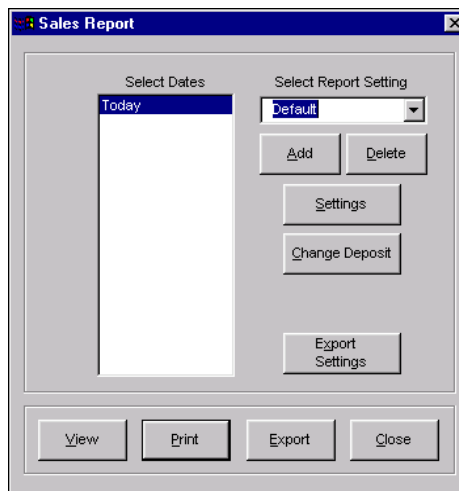 Sales Report
Select Dates
Select Report Setting
Today
Default
Add
Delete
Settings
Change Deposit
Export
Settings
View
Print
Export
Close